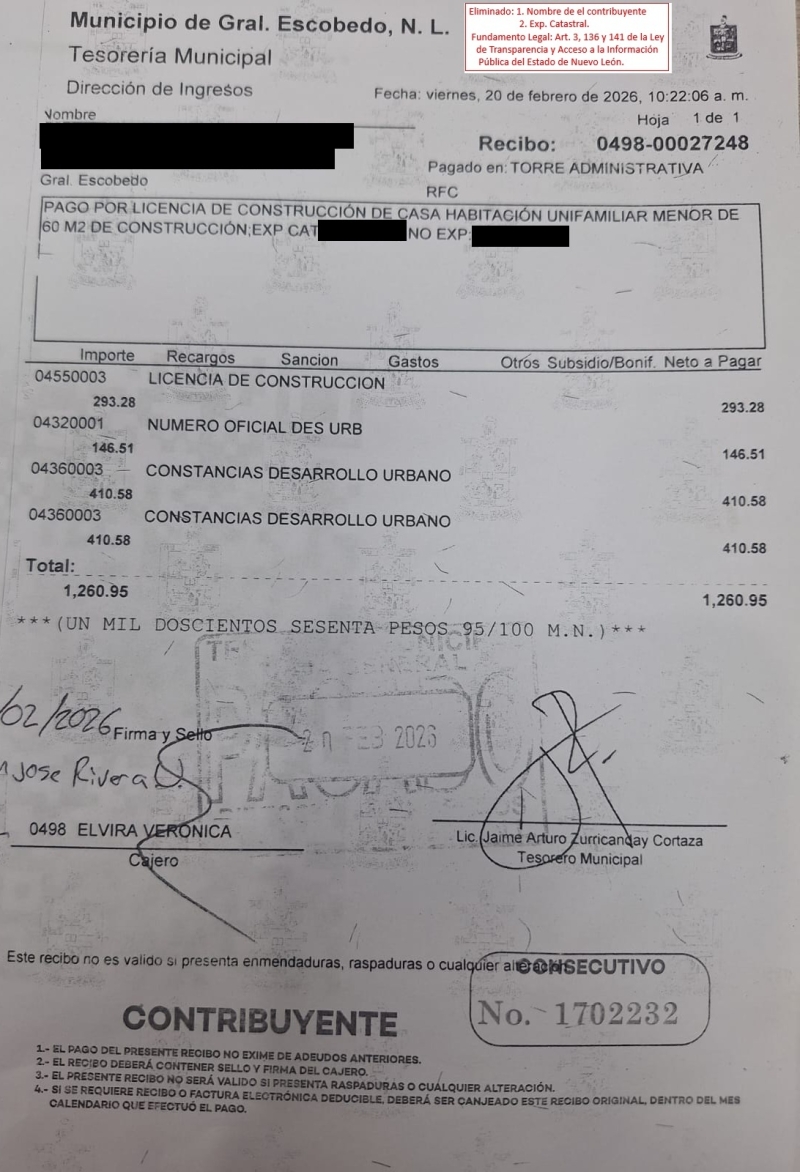 Municipio de Gral. Escobedo, N. L.
Tesorería Municipal
Dirección de Ingresos
Eliminado: 1. Nombre de el contribuyente
2. Exp. Catastral.
Fundamento Legal: Art. 3, 136 y 141 de la Ley
de Transparencia y Acceso a la Información
Pública del Estado de Nuevo León.
Fecha: viernes, 20 de febrero de 2026, 10:22:06 a. m.
Hoja 1 de 1
Nombre
Recibo: 0498-00027248
Pagado en: TORRE ADMINISTRATIVA
Gral. Escobedo
RFC
PAGO POR LICENCIA DE CONSTRUCCIÓN DE CASA HABITACIÓN UNIFAMILIAR MENOR DE
60 M2 DE CONSTRUCCIÓN;EXP CAT NO EXP:
Importe Recargos Sancion Gastos Otros Subsidio/Bonif. Neto a Pagar
04550003 LICENCIA DE CONSTRUCCION
293.28 293.28
04320001 NUMERO OFICIAL DES URB
146.51 146.51
04360003 CONSTANCIAS DESARROLLO URBANO
410.58 410.58
04360003 CONSTANCIAS DESARROLLO URBANO
410.58 410.58
Total:
1,260.95 1,260.95
***(UN MIL DOSCIENTOS SESENTA PESOS 95/100 M.N.)***
/02/2026 Firma y Sello
20 FEB 2026
Jose Rivera
0498 ELVIRA VERONICA
Cajero
Lic. Jaime Arturo Zurricanday Cortaza
Tesorero Municipal
Este recibo no es valido si presenta enmendaduras, raspaduras o cualquier alteración
CONSECUTIVO
No. 1702232
CONTRIBUYENTE
1.- EL PAGO DEL PRESENTE RECIBO NO EXIME DE ADEUDOS ANTERIORES.
2.- EL RECIBO DEBERÁ CONTENER SELLO Y FIRMA DEL CAJERO.
3.- EL PRESENTE RECIBO NO SERÁ VALIDO SI PRESENTA RASPADURAS O CUALQUIER ALTERACIÓN.
4.- SI SE REQUIERE RECIBO O FACTURA ELECTRÓNICA DEDUCIBLE, DEBERÁ SER CANJEADO ESTE RECIBO ORIGINAL, DENTRO DEL MES
CALENDARIO QUE EFECTUÓ EL PAGO.